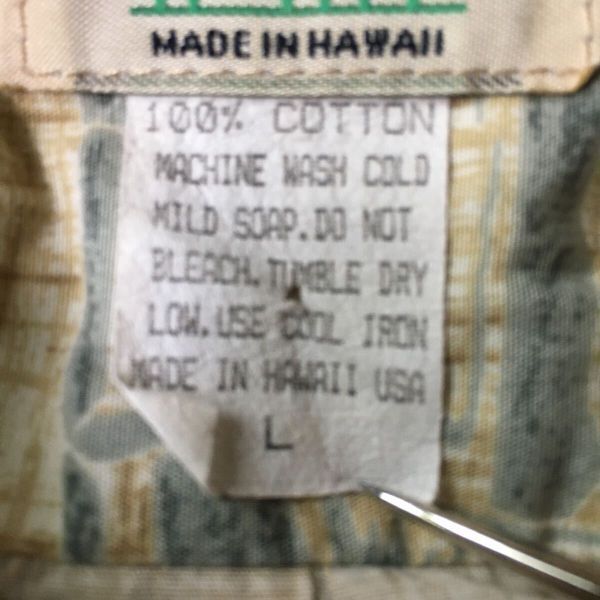 MADE IN HAWAII
100% COTTON
MACHINE WASH COLD
MILD SOAP.DO NOT
BLEACH.TUMBLE DRY
LOW.USE COOL IRON
MADE IN HAWAII USA
L